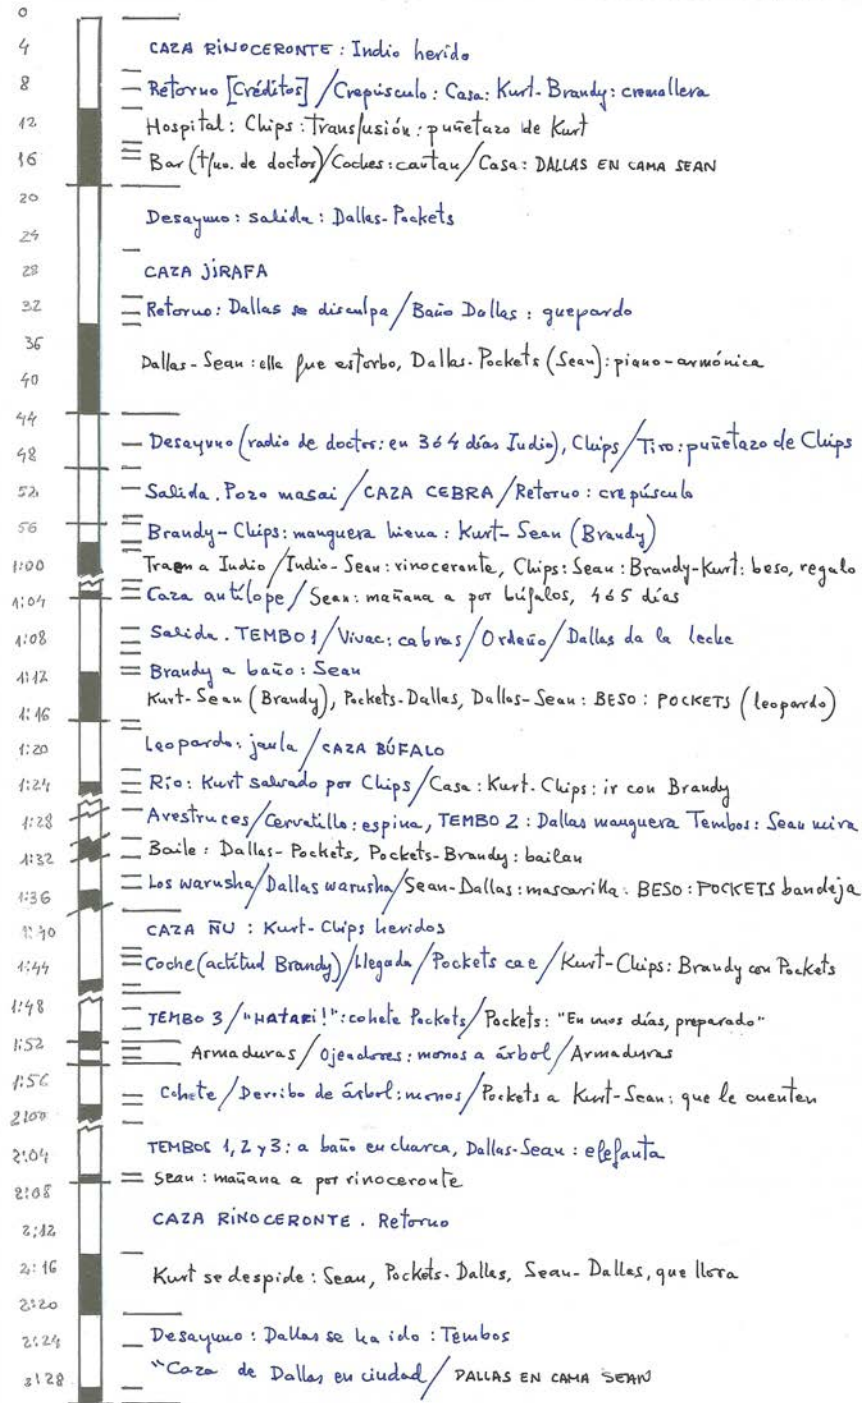 0
4 CAZA RINOCERONTE : Indio herido
8 Retorno [Créditos] / Crepúsculo : Casa : Kurt-Brandy : cremallera
12 Hospital : Chips : Transfusión : puñetazo de Kurt
16 Bar (tfno. de doctor) / Coches : cantan / Casa : DALLAS EN CAMA SEAN
20
Desayuno : salida : Dallas-Pockets
24
28 CAZA JIRAFA
32 Retorno : Dallas se disculpa / Baño Dallas : guepardo
36
Dallas-Sean : ella fue estorbo, Dallas-Pockets (Sean) : piano-armónica
40
44
48 Desayuno (radio de doctor : en 3 ó 4 días Indio), Chips / Tiro : puñetazo de Chips
52 Salida. Pozo masai / CAZA CEBRA / Retorno : crepúsculo
56 Brandy-Chips : manguera hiena : Kurt-Sean (Brandy)
1:00 Traen a Indio / Indio-Sean : rinoceronte, Chips : Sean : Brandy-Kurt : beso, regalo
1:04 Caza antílope / Sean : mañana a por búfalos, 4 ó 5 días
1:08 Salida. TEMBO 1 / Vivac : cabras / Ordeño / Dallas da la leche
1:12 Brandy a baño : Sean
Kurt-Sean (Brandy), Pockets-Dallas, Dallas-Sean : BESO : POCKETS (leopardo)
1:16
1:20 Leopardo : jaula / CAZA BÚFALO
1:24 Río : Kurt salvado por Chips / Casa : Kurt-Chips : ir con Brandy
1:28 Avestruces / Cervatillo : espina, TEMBO 2 : Dallas manguera Tembos : Sean mira
1:32 Baile : Dallas-Pockets, Pockets-Brandy : bailan
1:36 Los warusha / Dallas warusha / Sean-Dallas : mascarilla : BESO : POCKETS bandeja
1:40 CAZA ÑU : Kurt-Chips heridos
1:44 Coche (actitud Brandy) / Llegada / Pockets cae / Kurt-Chips : Brandy con Pockets
1:48 TEMBO 3 / "HATARI!" : cohete Pockets / Pockets : "En unos días, preparado"
1:52 Armaduras / Ojeadores : monos a árbol / Armaduras
1:56 Cohete / Derribo de árbol : monos / Pockets a Kurt-Sean : que le cuenten
2:00
2:04 TEMBOS 1, 2 y 3 : a baño en charca, Dallas-Sean : elefanta
2:08 Sean : mañana a por rinoceronte
2:12 CAZA RINOCERONTE. Retorno
2:16 Kurt se despide : Sean, Pockets-Dallas, Sean-Dallas, que llora
2:20
2:24 Desayuno : Dallas se ha ido : Tembos
2:28 "Caza de Dallas en ciudad / DALLAS EN CAMA SEAN